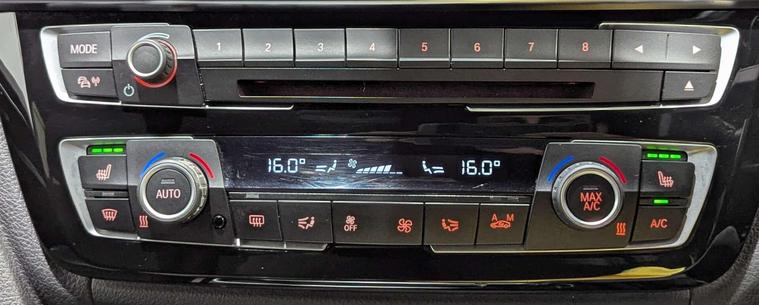 MODE 1 2 3 4 5 6 7 8
16.0° 16.0°
AUTO MAX A/C
OFF A M A/C